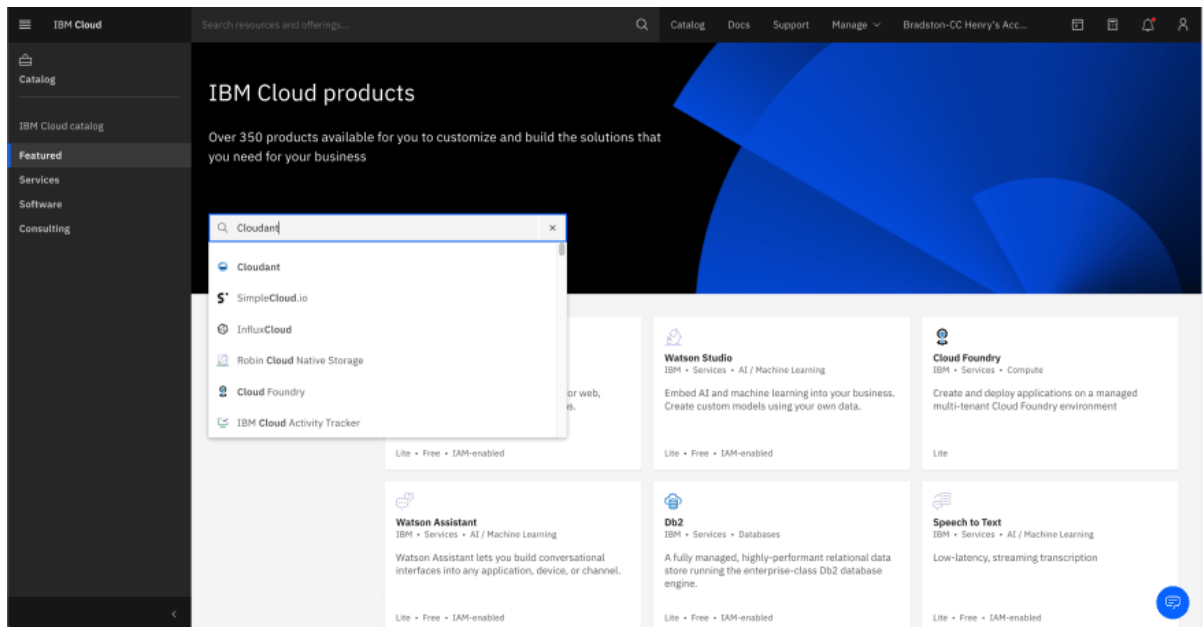 IBM Cloud
Search resources and offerings...
Catalog
Docs
Support
Manage
Bradston-CC Henry's Acc...
Catalog
IBM Cloud catalog
Featured
Services
Software
Consulting
IBM Cloud products
Over 350 products available for you to customize and build the solutions that
you need for your business
Cloudant
Cloudant
SimpleCloud.io
InfluxCloud
Robin Cloud Native Storage
Cloud Foundry
IBM Cloud Activity Tracker
or web,
Lite • Free • IAM-enabled
Watson Studio
IBM • Services • AI / Machine Learning
Embed AI and machine learning into your business.
Create custom models using your own data.
Lite • Free • IAM-enabled
Cloud Foundry
IBM • Services • Compute
Create and deploy applications on a managed
multi-tenant Cloud Foundry environment
Lite
Watson Assistant
IBM • Services • AI / Machine Learning
Watson Assistant lets you build conversational
interfaces into any application, device, or channel.
Lite • Free • IAM-enabled
Db2
IBM • Services • Databases
A fully managed, highly-performant relational data
store running the enterprise-class Db2 database
engine.
Lite • Free • IAM-enabled
Speech to Text
IBM • Services • AI / Machine Learning
Low-latency, streaming transcription
Lite • Free • IAM-enabled